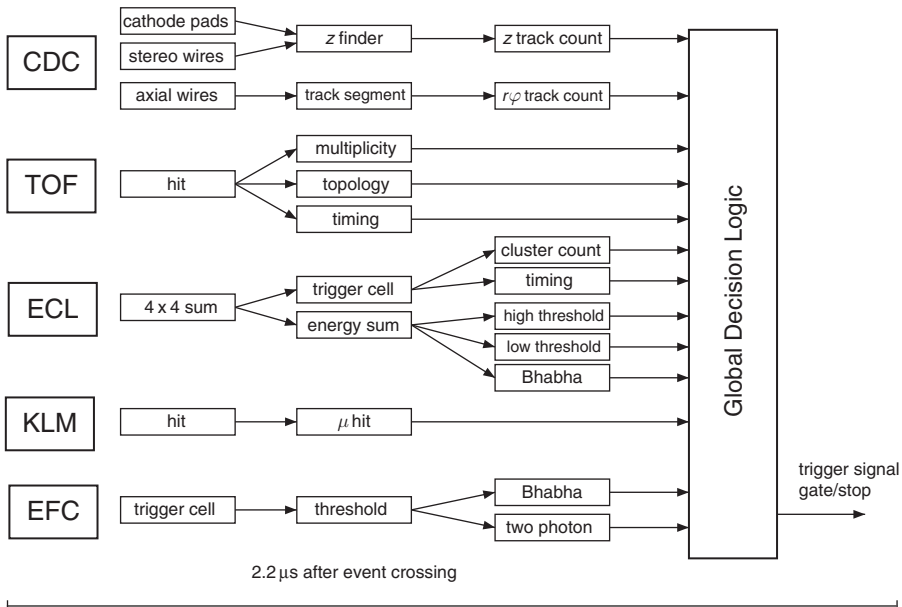 cathode pads
CDC
stereo wires
z finder
z track count
axial wires
track segment
rφ track count
TOF
hit
multiplicity
topology
timing
ECL
4 x 4 sum
trigger cell
energy sum
cluster count
timing
high threshold
low threshold
Bhabha
KLM
hit
μ hit
EFC
trigger cell
threshold
Bhabha
two photon
Global Decision Logic
trigger signal
gate/stop
2.2 μs after event crossing